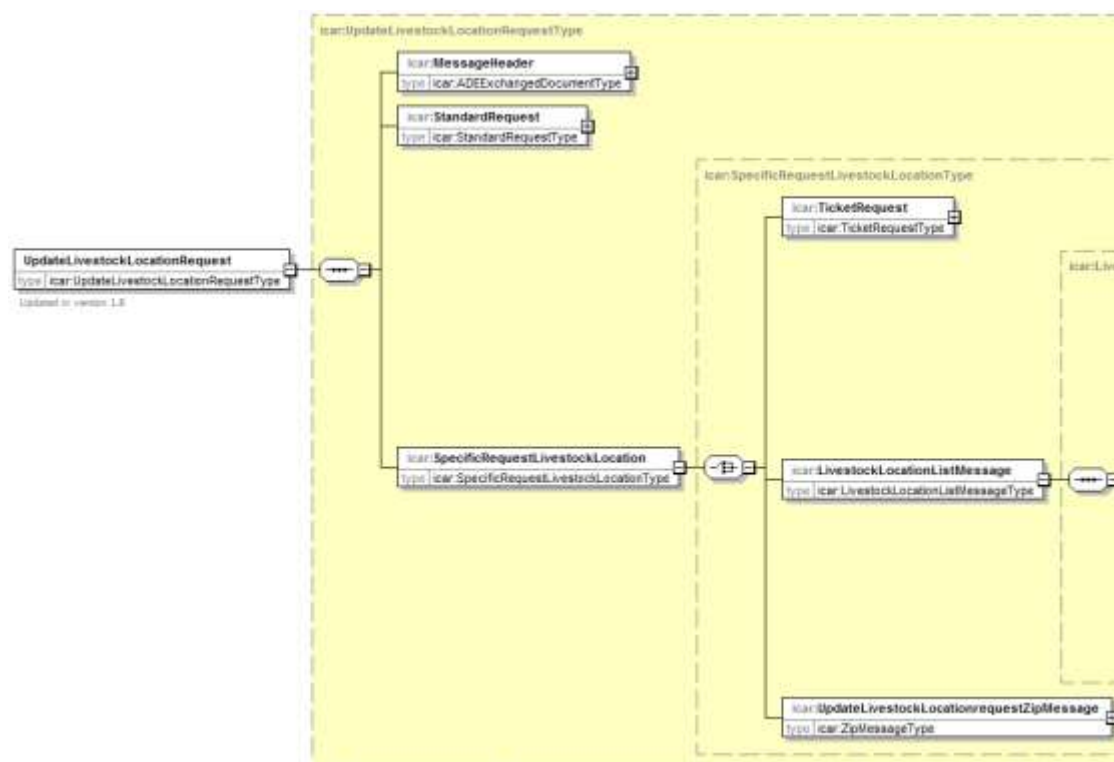 icar:UpdateLivestockLocationRequestType
icar:MessageHeader
type icar:ADEExchangedDocumentType
icar:StandardRequest
type icar:StandardRequestType
icar:SpecificRequestLivestockLocationType
icar:TicketRequest
type icar:TicketRequestType
UpdateLivestockLocationRequest
type icar:UpdateLivestockLocationRequestType
Updated in version 1.8
icar:Liv
icar:SpecificRequestLivestockLocation
type icar:SpecificRequestLivestockLocationType
icar:LivestockLocationListMessage
type icar:LivestockLocationListMessageType
icar:UpdateLivestockLocationrequestZipMessage
type icar:ZipMessageType